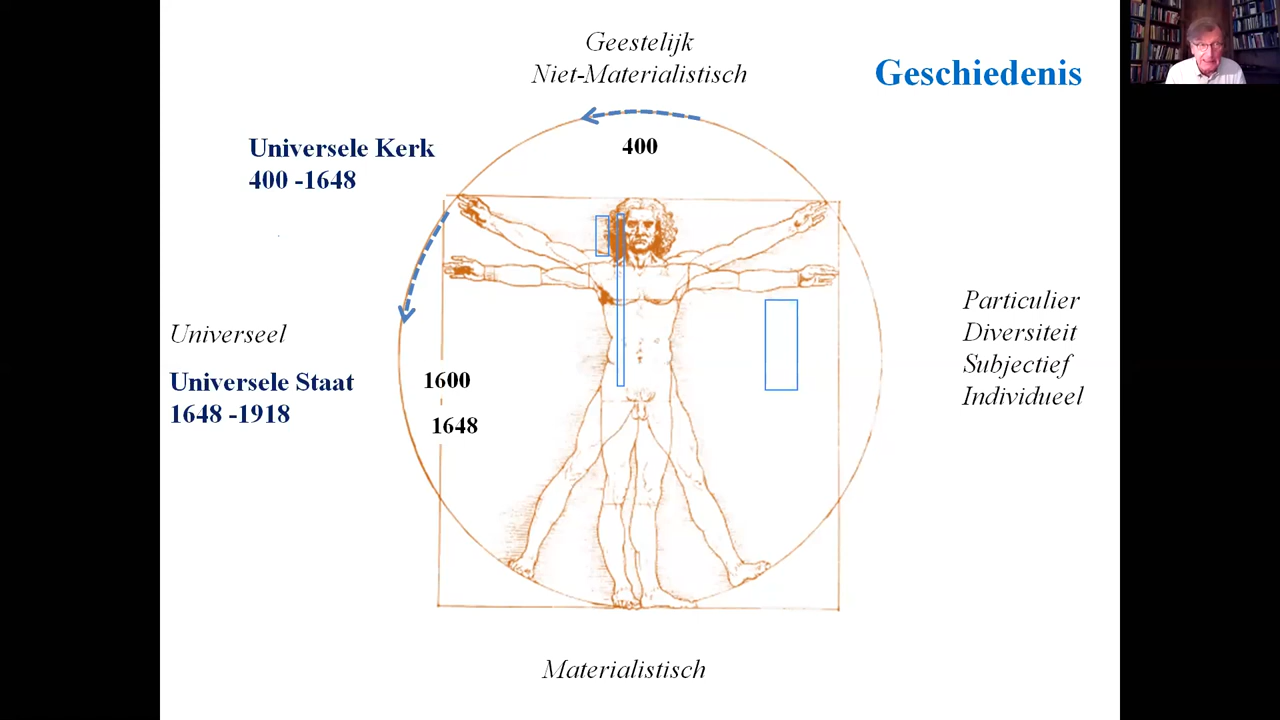 Geestelijk
Niet-Materialistisch
Geschiedenis
Universele Kerk
400 -1648
400
Particulier
Diversiteit
Subjectief
Individueel
Universeel
Universele Staat
1648 -1918
1600
1648
Materialistisch